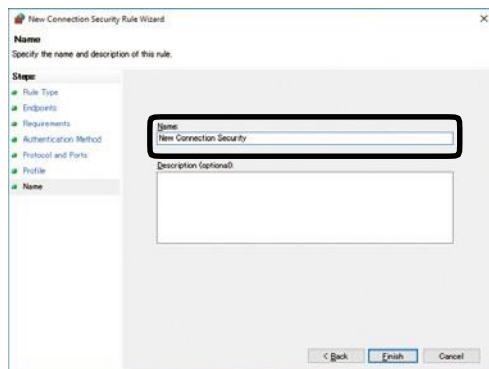 New Connection Security Rule Wizard
Name
Specify the name and description of this rule.
Steps:
Rule Type
Endpoints
Requirements
Authentication Method
Protocol and Ports
Profile
Name
Name:
New Connection Security
Description (optional):
< Back
Finish
Cancel